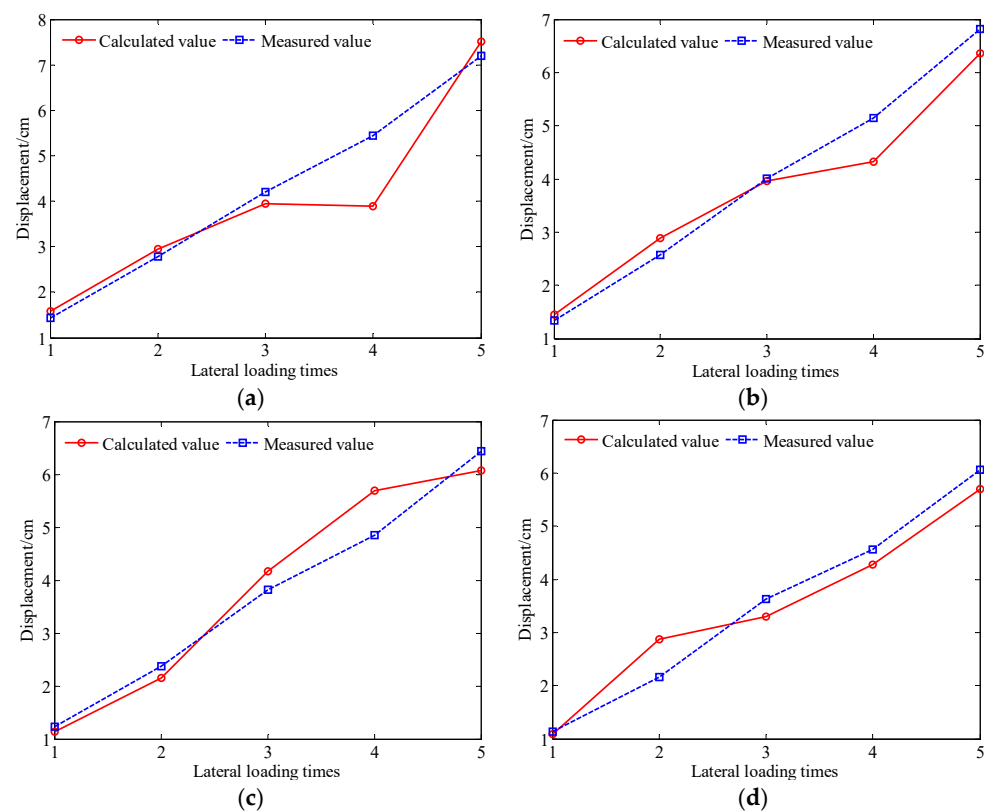 Calculated value Measured value
8
7
6
5
4
3
2
1
Displacement/cm
1 2 3 4 5
Lateral loading times
(a)
Calculated value Measured value
7
6
5
4
3
2
1
Displacement/cm
1 2 3 4 5
Lateral loading times
(b)
Calculated value Measured value
7
6
5
4
3
2
1
Displacement/cm
1 2 3 4 5
Lateral loading times
(c)
Calculated value Measured value
7
6
5
4
3
2
1
Displacement/cm
1 2 3 4 5
Lateral loading times
(d)